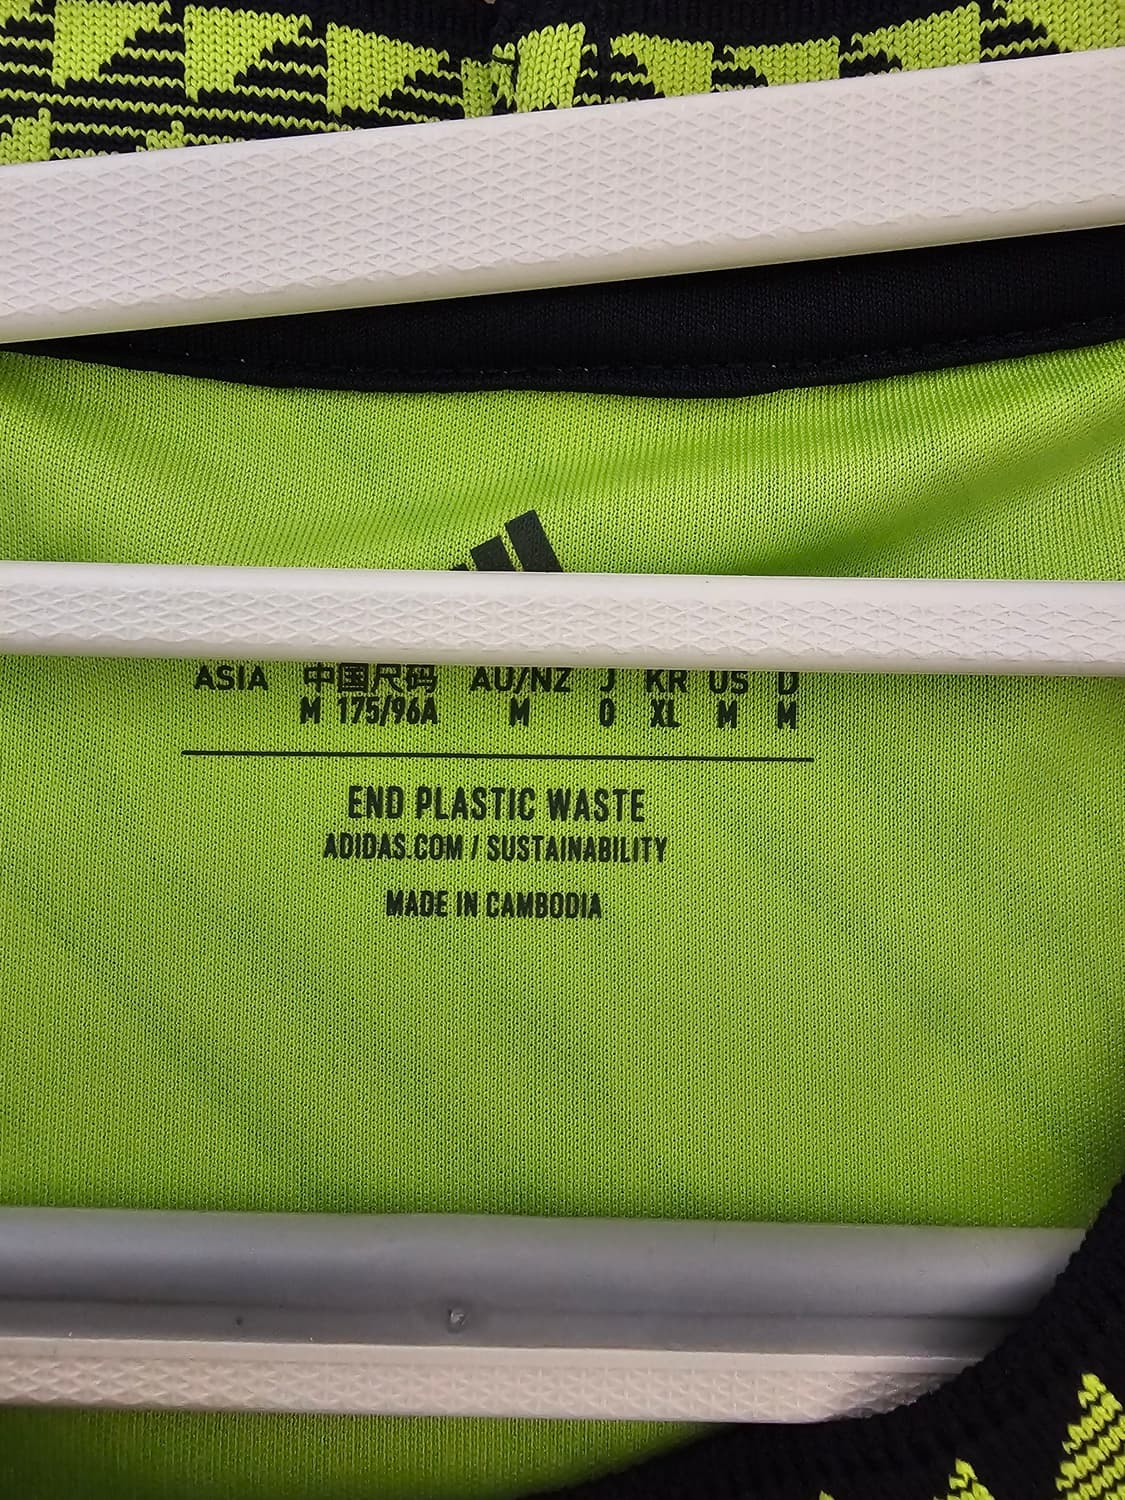 ASIA 中国尺码 AU/NZ J KR US D
M 175/96A M O XL M M
END PLASTIC WASTE
ADIDAS.COM / SUSTAINABILITY
MADE IN CAMBODIA